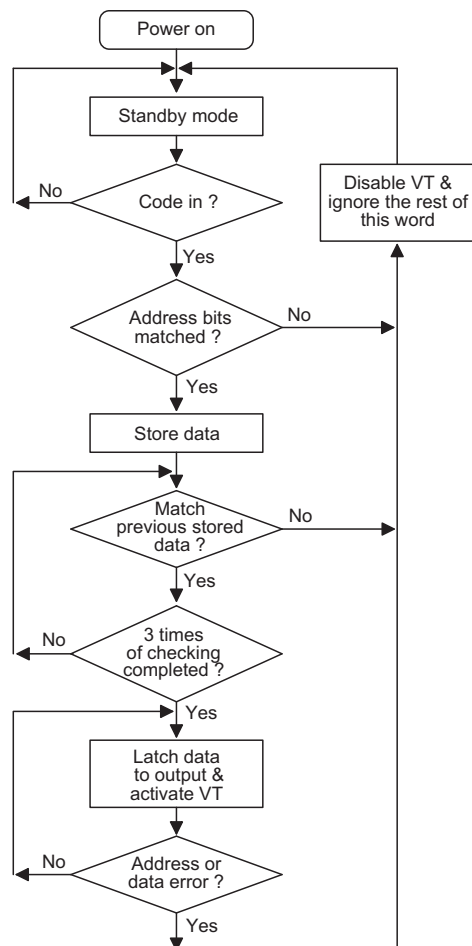 Power on
Standby mode
No
Code in ?
Disable VT &
ignore the rest of
this word
Yes
Address bits
matched ?
No
Yes
Store data
Match
previous stored
data ?
No
Yes
No
3 times
of checking
completed ?
Yes
Latch data
to output &
activate VT
No
Address or
data error ?
Yes